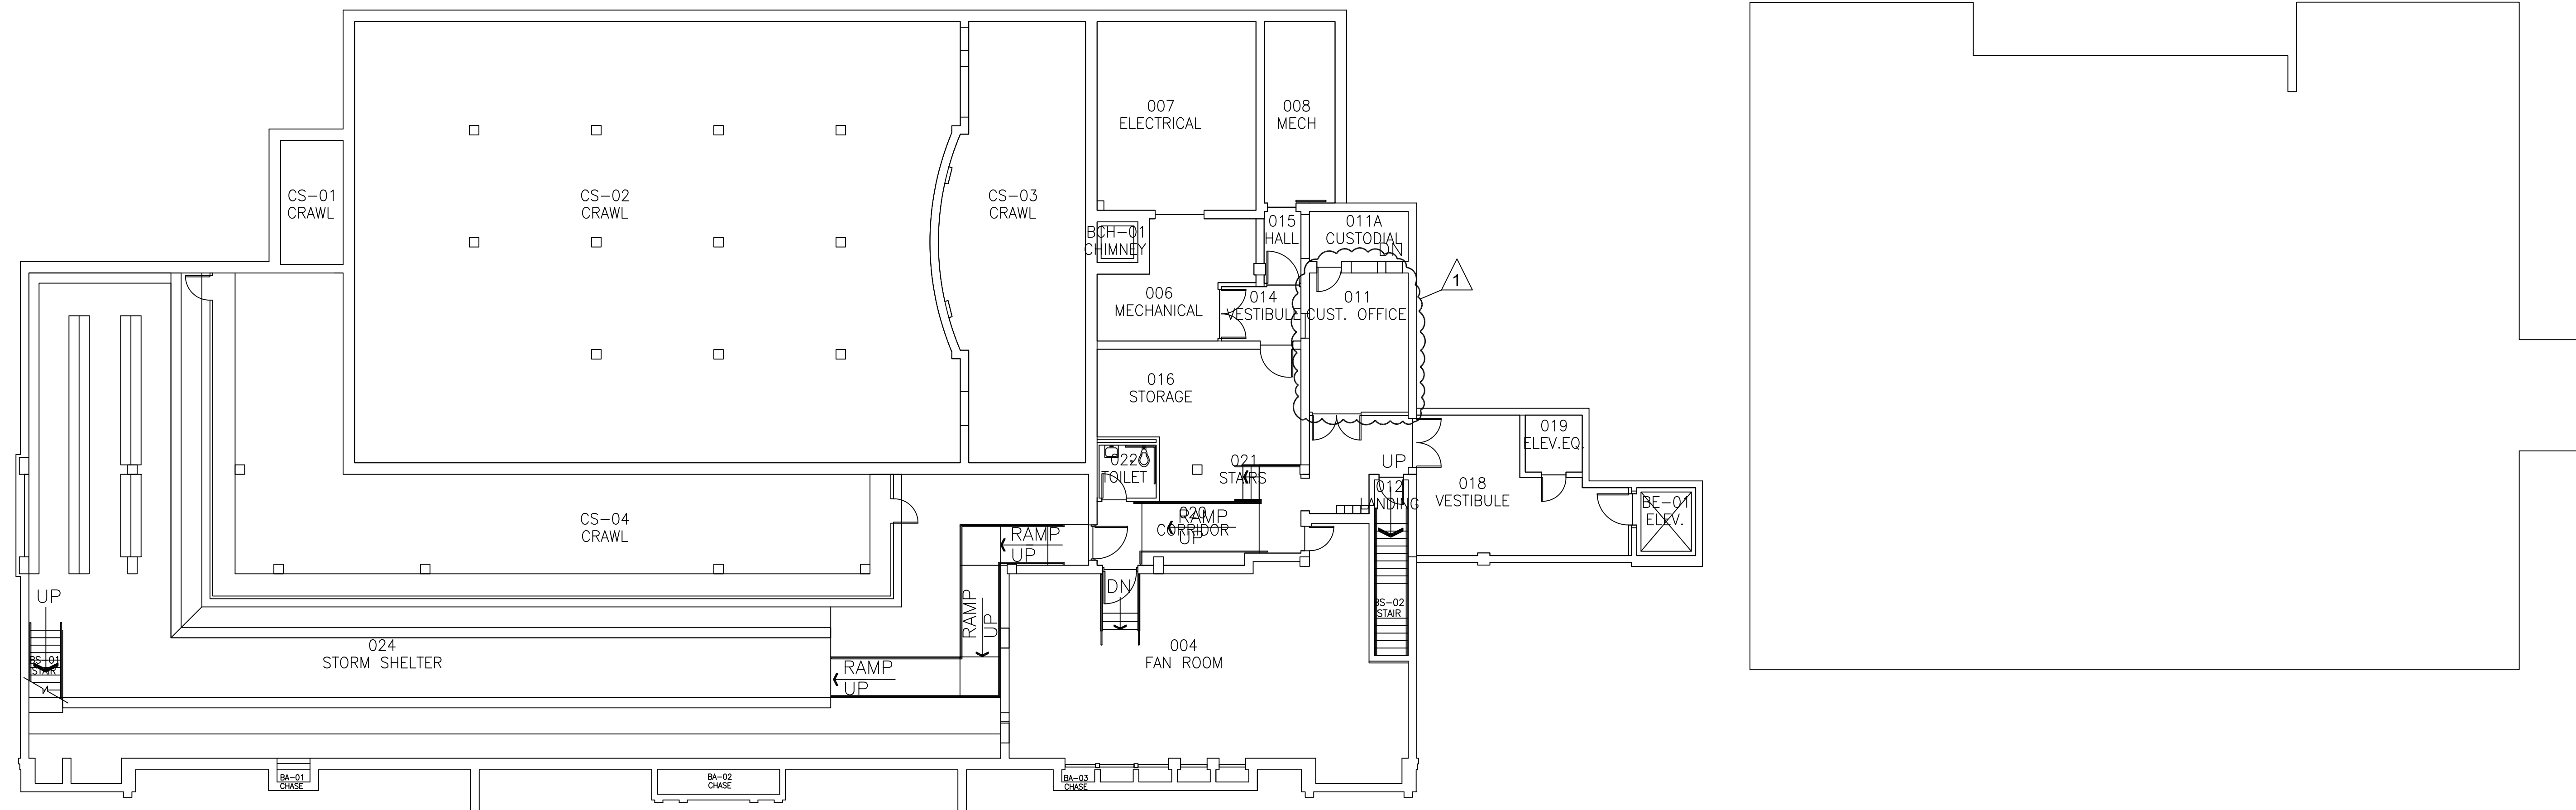 007
ELECTRICAL
008
MECH
CS-01
CRAWL
CS-02
CRAWL
CS-03
CRAWL
BCH-01
CHIMNEY
015
HALL
011A
CUSTODIAL
DN
1
006
MECHANICAL
014
VESTIBULE
011
CUST. OFFICE
016
STORAGE
019
ELEV.EQ.
022
TOILET
021
STAIRS
UP
012
LANDING
018
VESTIBULE
BE-01
ELEV.
CS-04
CRAWL
RAMP
UP
020
CORRIDOR
RAMP
UP
DN
UP
RAMP
UP
BS-02
STAIR
024
STORM SHELTER
004
FAN ROOM
BS-01
STAIR
RAMP
UP
BA-01
CHASE
BA-02
CHASE
BA-03
CHASE